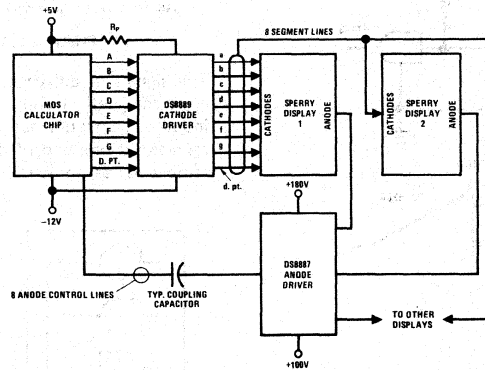 +5V
Rp
8 SEGMENT LINES
MOS
CALCULATOR
CHIP
A
B
C
D
E
F
G
D. PT.
DS8889
CATHODE
DRIVER
a
b
c
d
e
f
g
d. pt.
CATHODES
SPERRY
DISPLAY
1
ANODE
CATHODES
SPERRY
DISPLAY
2
ANODE
-12V
+180V
DS8887
ANODE
DRIVER
8 ANODE CONTROL LINES
TYP. COUPLING
CAPACITOR
TO OTHER
DISPLAYS
+100V